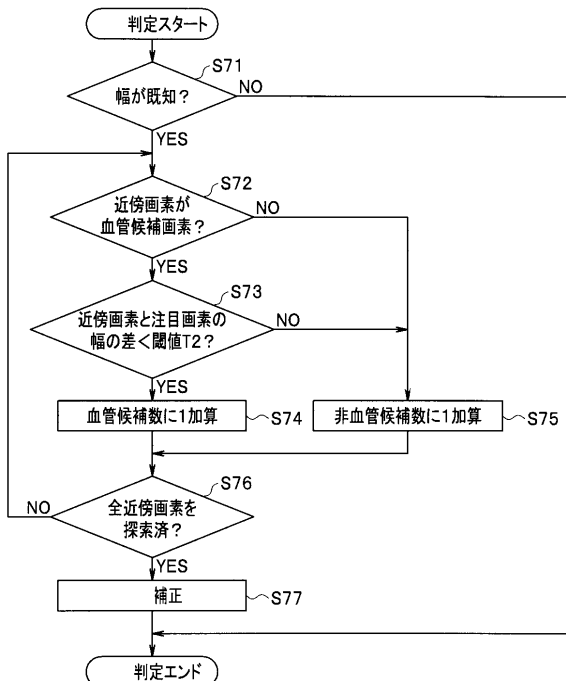 判定スタート
S71
幅が既知?
NO
YES
S72
近傍画素が
血管候補画素?
NO
YES
S73
近傍画素と注目画素の
幅の差く閾値T2?
NO
YES
血管候補数に1加算
S74
非血管候補数に1加算
S75
S76
全近傍画素を
探索済?
NO
YES
補正
S77
判定エンド